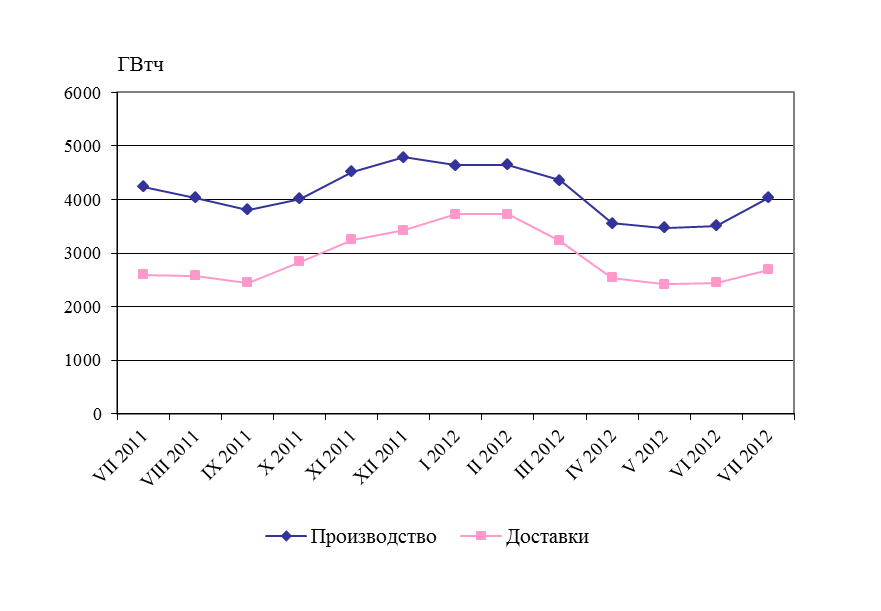 ГВтч
6000
5000
4000
3000
2000
1000
0
VII 2011
VIII 2011
IX 2011
X 2011
XI 2011
XII 2011
I 2012
II 2012
III 2012
IV 2012
V 2012
VI 2012
VII 2012
Производство
Доставки